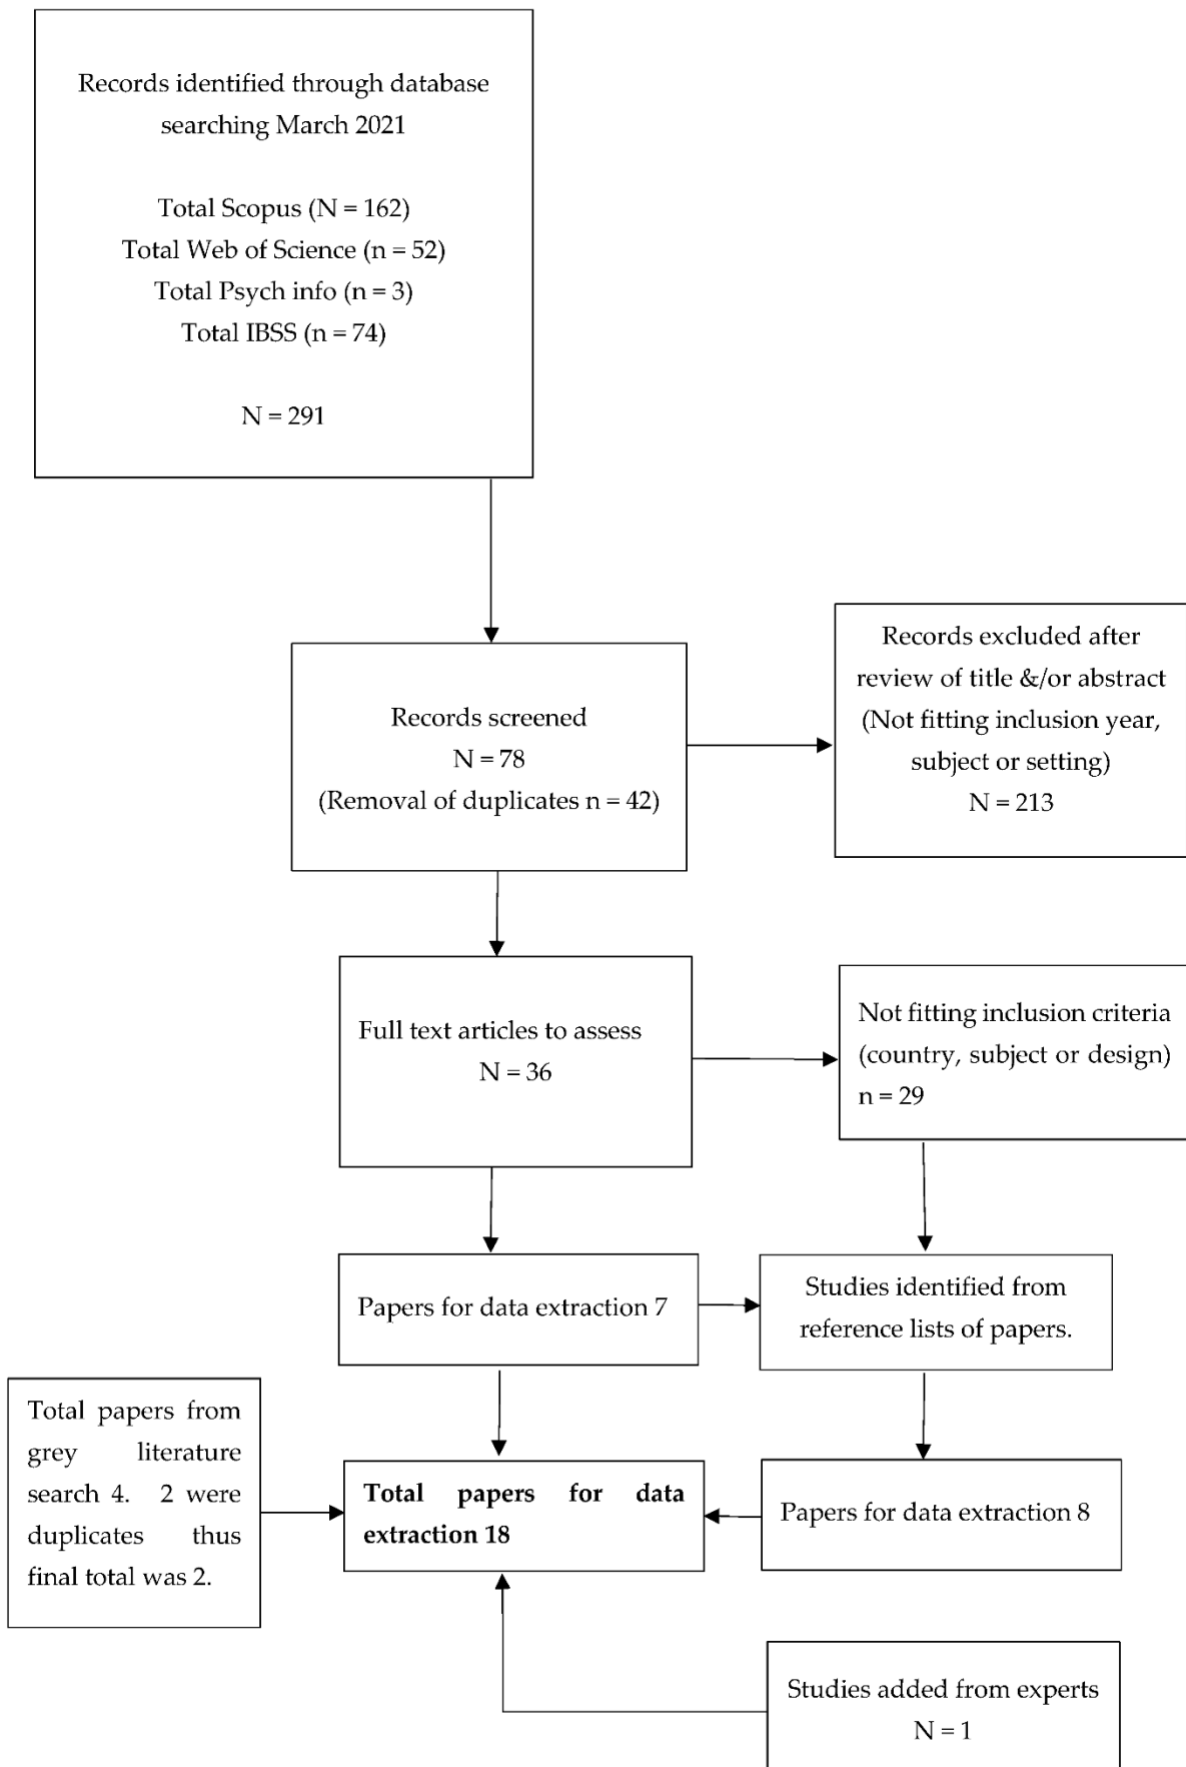 Records identified through database
searching March 2021
Total Scopus (N = 162)
Total Web of Science (n = 52)
Total Psych info (n = 3)
Total IBSS (n = 74)
N = 291
Records screened
N = 78
(Removal of duplicates n = 42)
Records excluded after
review of title &/or abstract
(Not fitting inclusion year,
subject or setting)
N = 213
Full text articles to assess
N = 36
Not fitting inclusion criteria
(country, subject or design)
n = 29
Papers for data extraction 7
Studies identified from
reference lists of papers.
Total papers from
grey literature
search 4. 2 were
duplicates thus
final total was 2.
Total papers for data
extraction 18
Papers for data extraction 8
Studies added from experts
N = 1